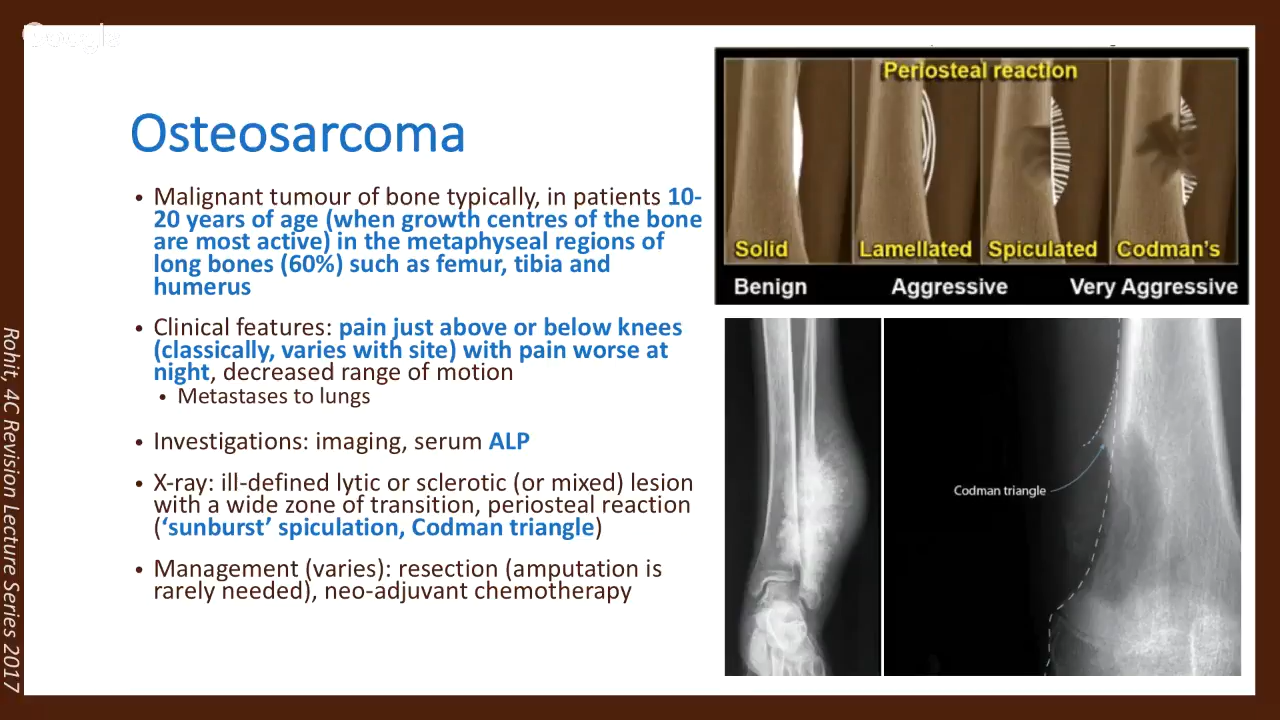 Google
Osteosarcoma
• Malignant tumour of bone typically, in patients 10-
20 years of age (when growth centres of the bone
are most active) in the metaphyseal regions of
long bones (60%) such as femur, tibia and
humerus
• Clinical features: pain just above or below knees
(classically, varies with site) with pain worse at
night, decreased range of motion
• Metastases to lungs
• Investigations: imaging, serum ALP
• X-ray: ill-defined lytic or sclerotic (or mixed) lesion
with a wide zone of transition, periosteal reaction
(‘sunburst’ spiculation, Codman triangle)
• Management (varies): resection (amputation is
rarely needed), neo-adjuvant chemotherapy
Periosteal reaction
Solid Lamellated Spiculated Codman's
Benign Aggressive Very Aggressive
Codman triangle
Rohit, 4C Revision Lecture Series 2017